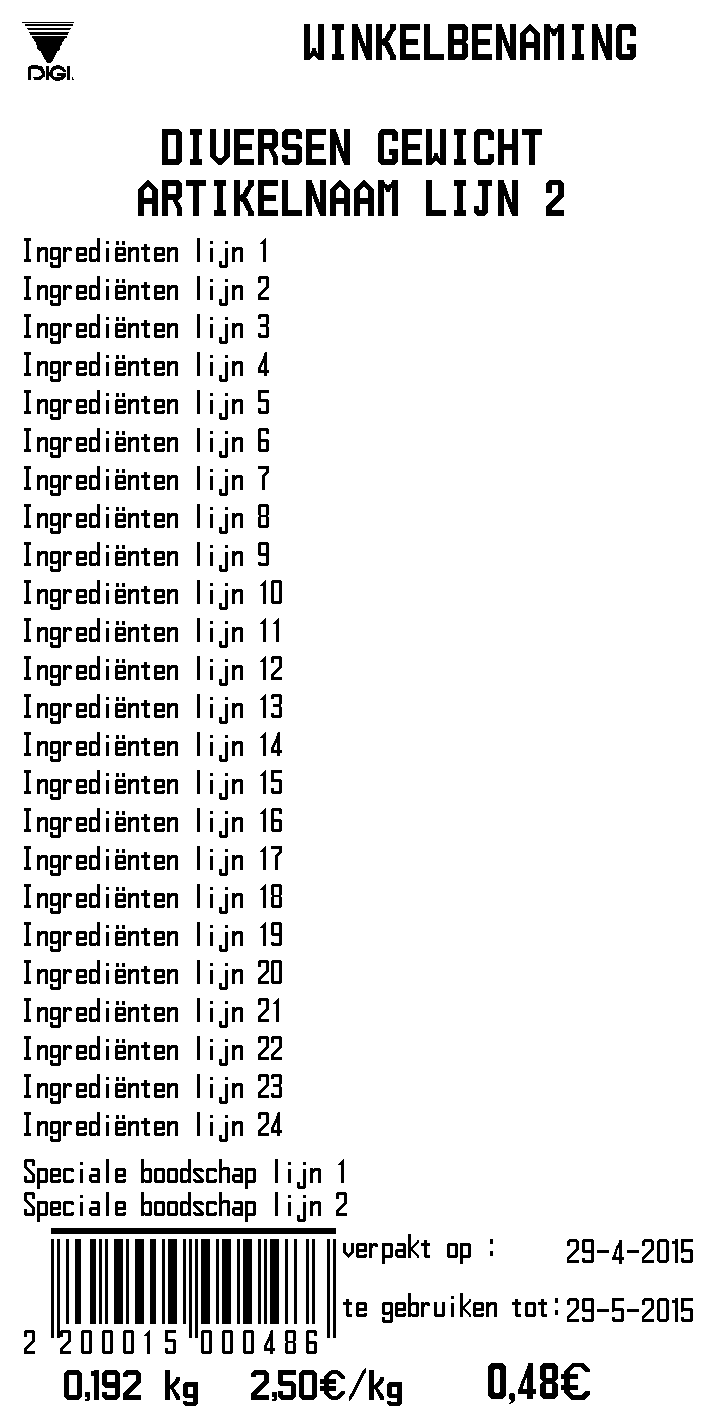 DIGI.
WINKELBENAMING
DIVERSEN GEWICHT
ARTIKELNAAM LIJN 2
Ingrediënten lijn 1
Ingrediënten lijn 2
Ingrediënten lijn 3
Ingrediënten lijn 4
Ingrediënten lijn 5
Ingrediënten lijn 6
Ingrediënten lijn 7
Ingrediënten lijn 8
Ingrediënten lijn 9
Ingrediënten lijn 10
Ingrediënten lijn 11
Ingrediënten lijn 12
Ingrediënten lijn 13
Ingrediënten lijn 14
Ingrediënten lijn 15
Ingrediënten lijn 16
Ingrediënten lijn 17
Ingrediënten lijn 18
Ingrediënten lijn 19
Ingrediënten lijn 20
Ingrediënten lijn 21
Ingrediënten lijn 22
Ingrediënten lijn 23
Ingrediënten lijn 24
Speciale boodschap lijn 1
Speciale boodschap lijn 2
verpakt op : 29-4-2015
te gebruiken tot: 29-5-2015
2 200015 000486
0,192 kg 2,50€/kg 0,48€